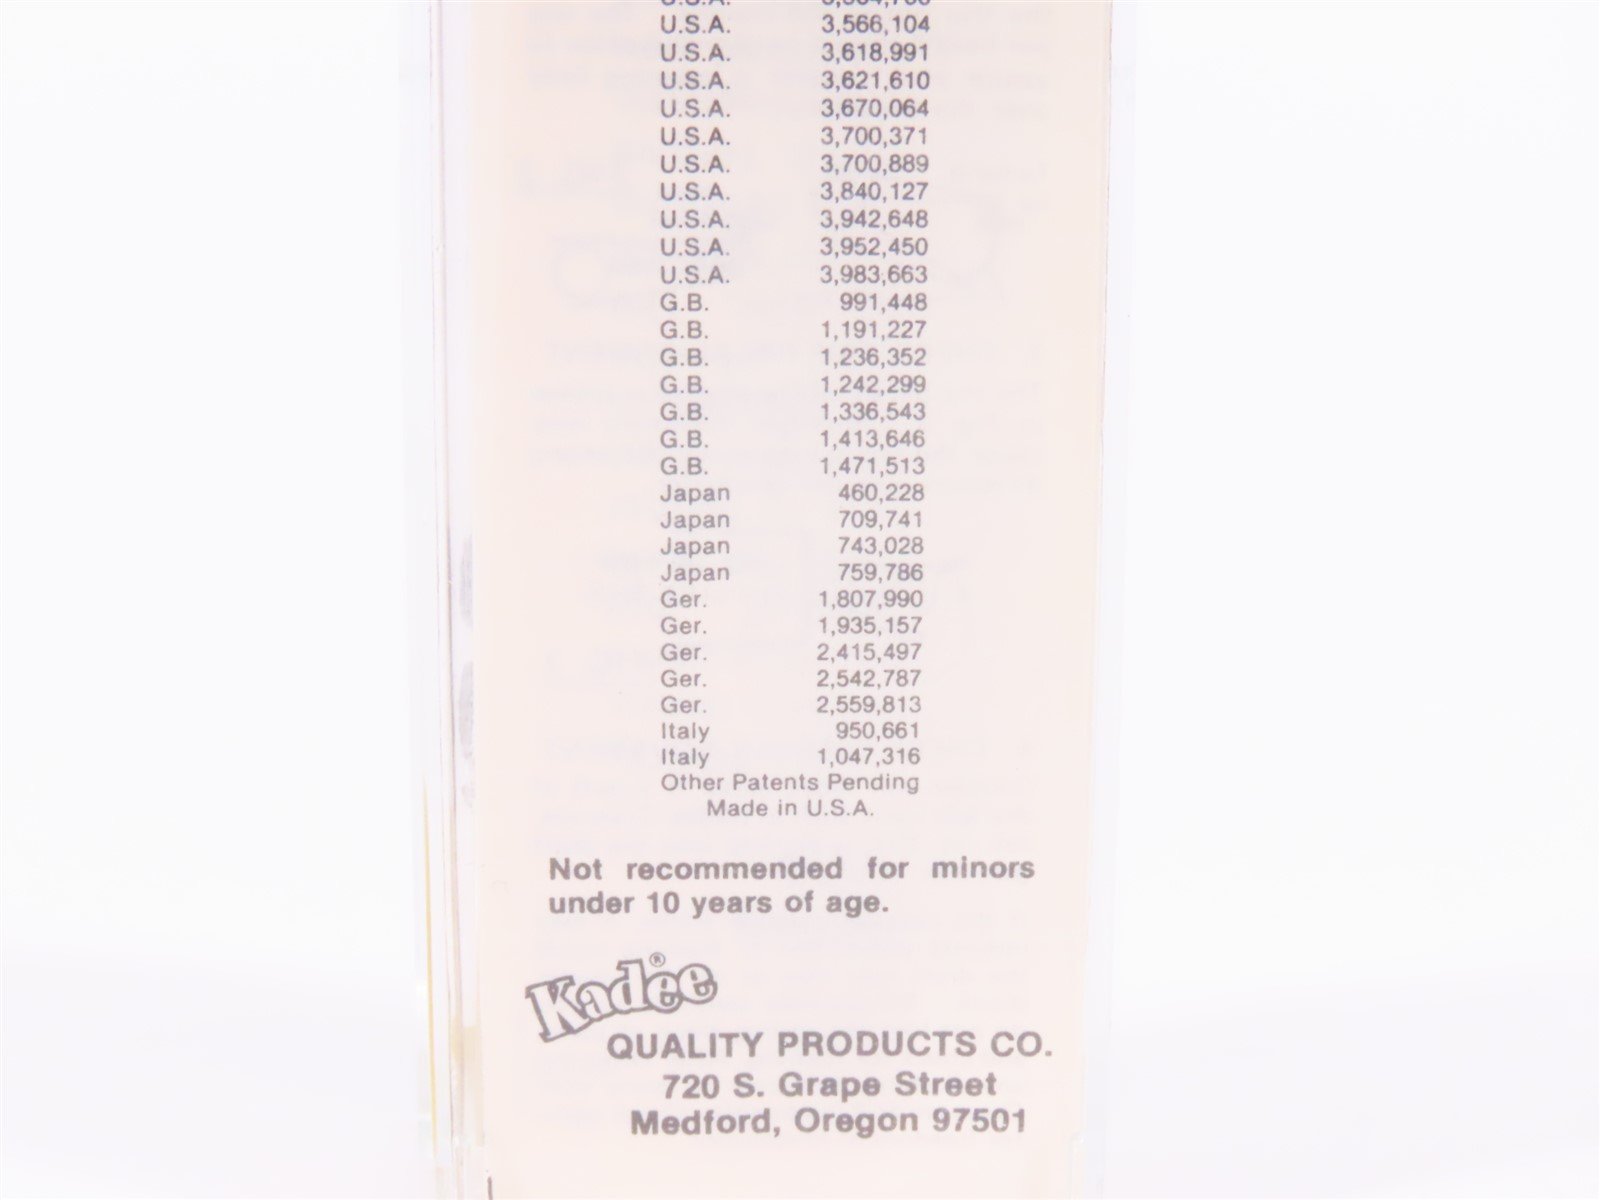 U.S.A. 3,566,104
U.S.A. 3,618,991
U.S.A. 3,621,610
U.S.A. 3,670,064
U.S.A. 3,700,371
U.S.A. 3,700,889
U.S.A. 3,840,127
U.S.A. 3,942,648
U.S.A. 3,952,450
U.S.A. 3,983,663
G.B. 991,448
G.B. 1,191,227
G.B. 1,236,352
G.B. 1,242,299
G.B. 1,336,543
G.B. 1,413,646
G.B. 1,471,513
Japan 460,228
Japan 709,741
Japan 743,028
Japan 759,786
Ger. 1,807,990
Ger. 1,935,157
Ger. 2,415,497
Ger. 2,542,787
Ger. 2,559,813
Italy 950,661
Italy 1,047,316
Other Patents Pending
Made in U.S.A.
Not recommended for minors
under 10 years of age.
Kadee®
QUALITY PRODUCTS CO.
720 S. Grape Street
Medford, Oregon 97501